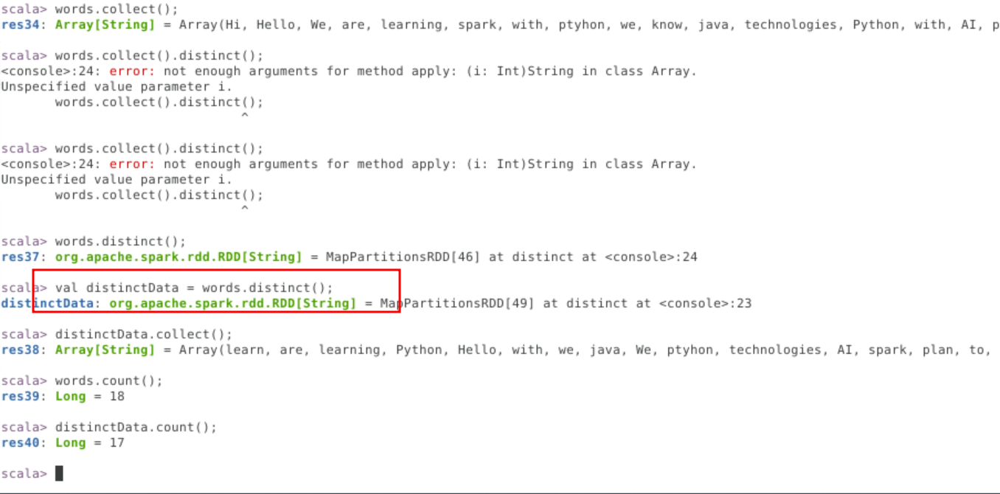 scala> words.collect();
res34: Array[String] = Array(Hi, Hello, We, are, learning, spark, with, ptyhon, we, know, java, technologies, Python, with, AI, p
scala> words.collect().distinct();
<console>:24: error: not enough arguments for method apply: (i: Int)String in class Array.
Unspecified value parameter i.
       words.collect().distinct();
                               ^
scala> words.collect().distinct();
<console>:24: error: not enough arguments for method apply: (i: Int)String in class Array.
Unspecified value parameter i.
       words.collect().distinct();
                               ^
scala> words.distinct();
res37: org.apache.spark.rdd.RDD[String] = MapPartitionsRDD[46] at distinct at <console>:24
scala> val distinctData = words.distinct();
distinctData: org.apache.spark.rdd.RDD[String] = MapPartitionsRDD[49] at distinct at <console>:23
scala> distinctData.collect();
res38: Array[String] = Array(learn, are, learning, Python, Hello, with, we, java, We, ptyhon, technologies, AI, spark, plan, to,
scala> words.count();
res39: Long = 18
scala> distinctData.count();
res40: Long = 17
scala>